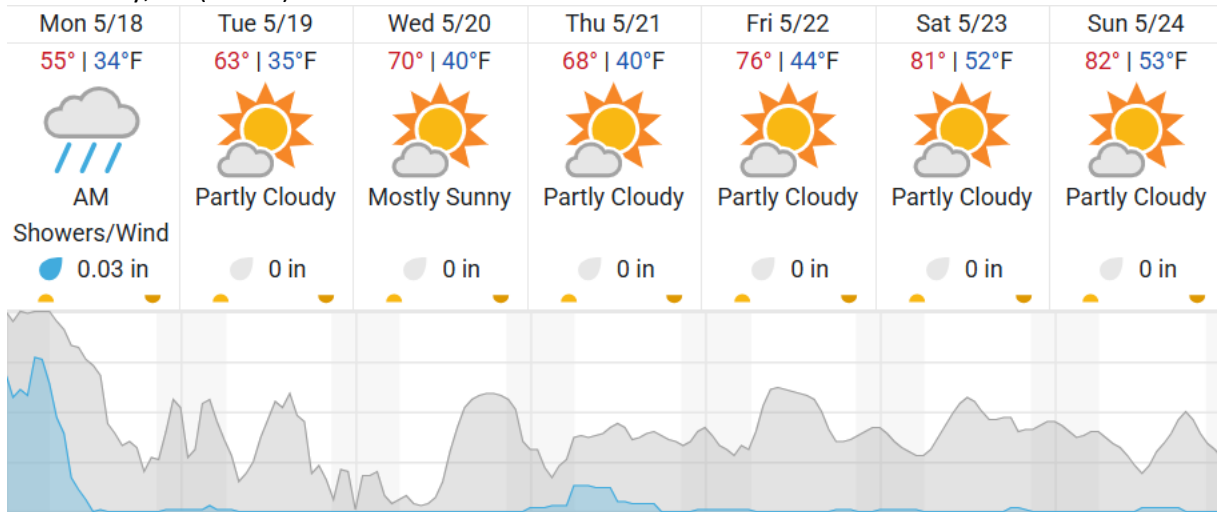 Mon 5/18 Tue 5/19 Wed 5/20 Thu 5/21 Fri 5/22 Sat 5/23 Sun 5/24
55° | 34°F 63° | 35°F 70° | 40°F 68° | 40°F 76° | 44°F 81° | 52°F 82° | 53°F
AM Partly Cloudy Mostly Sunny Partly Cloudy Partly Cloudy Partly Cloudy Partly Cloudy
Showers/Wind
0.03 in 0 in 0 in 0 in 0 in 0 in 0 in